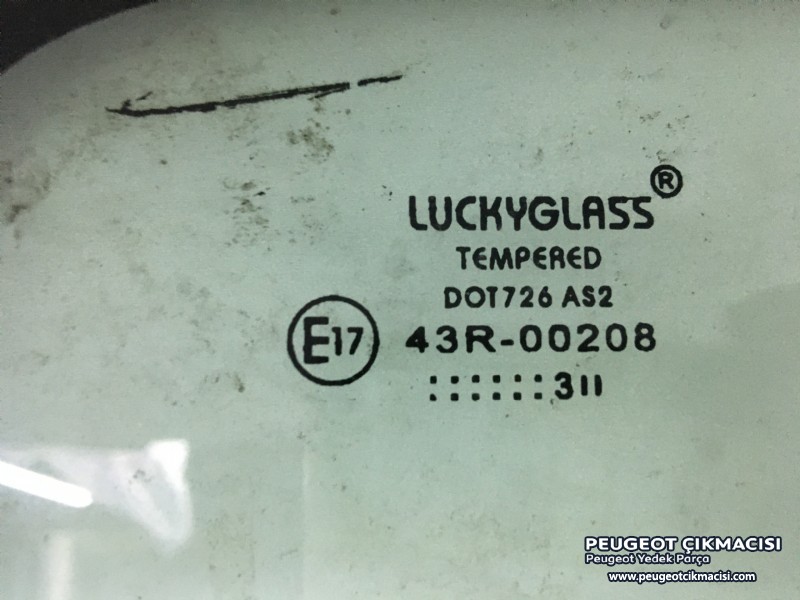 LUCKYGLASS®
TEMPERED
DOT726 AS2
E17 43R-00208
::::::311
PEUGEOT ÇIKMACISI
Peugeot Yedek Parça
www.peugeotcikmacisi.com